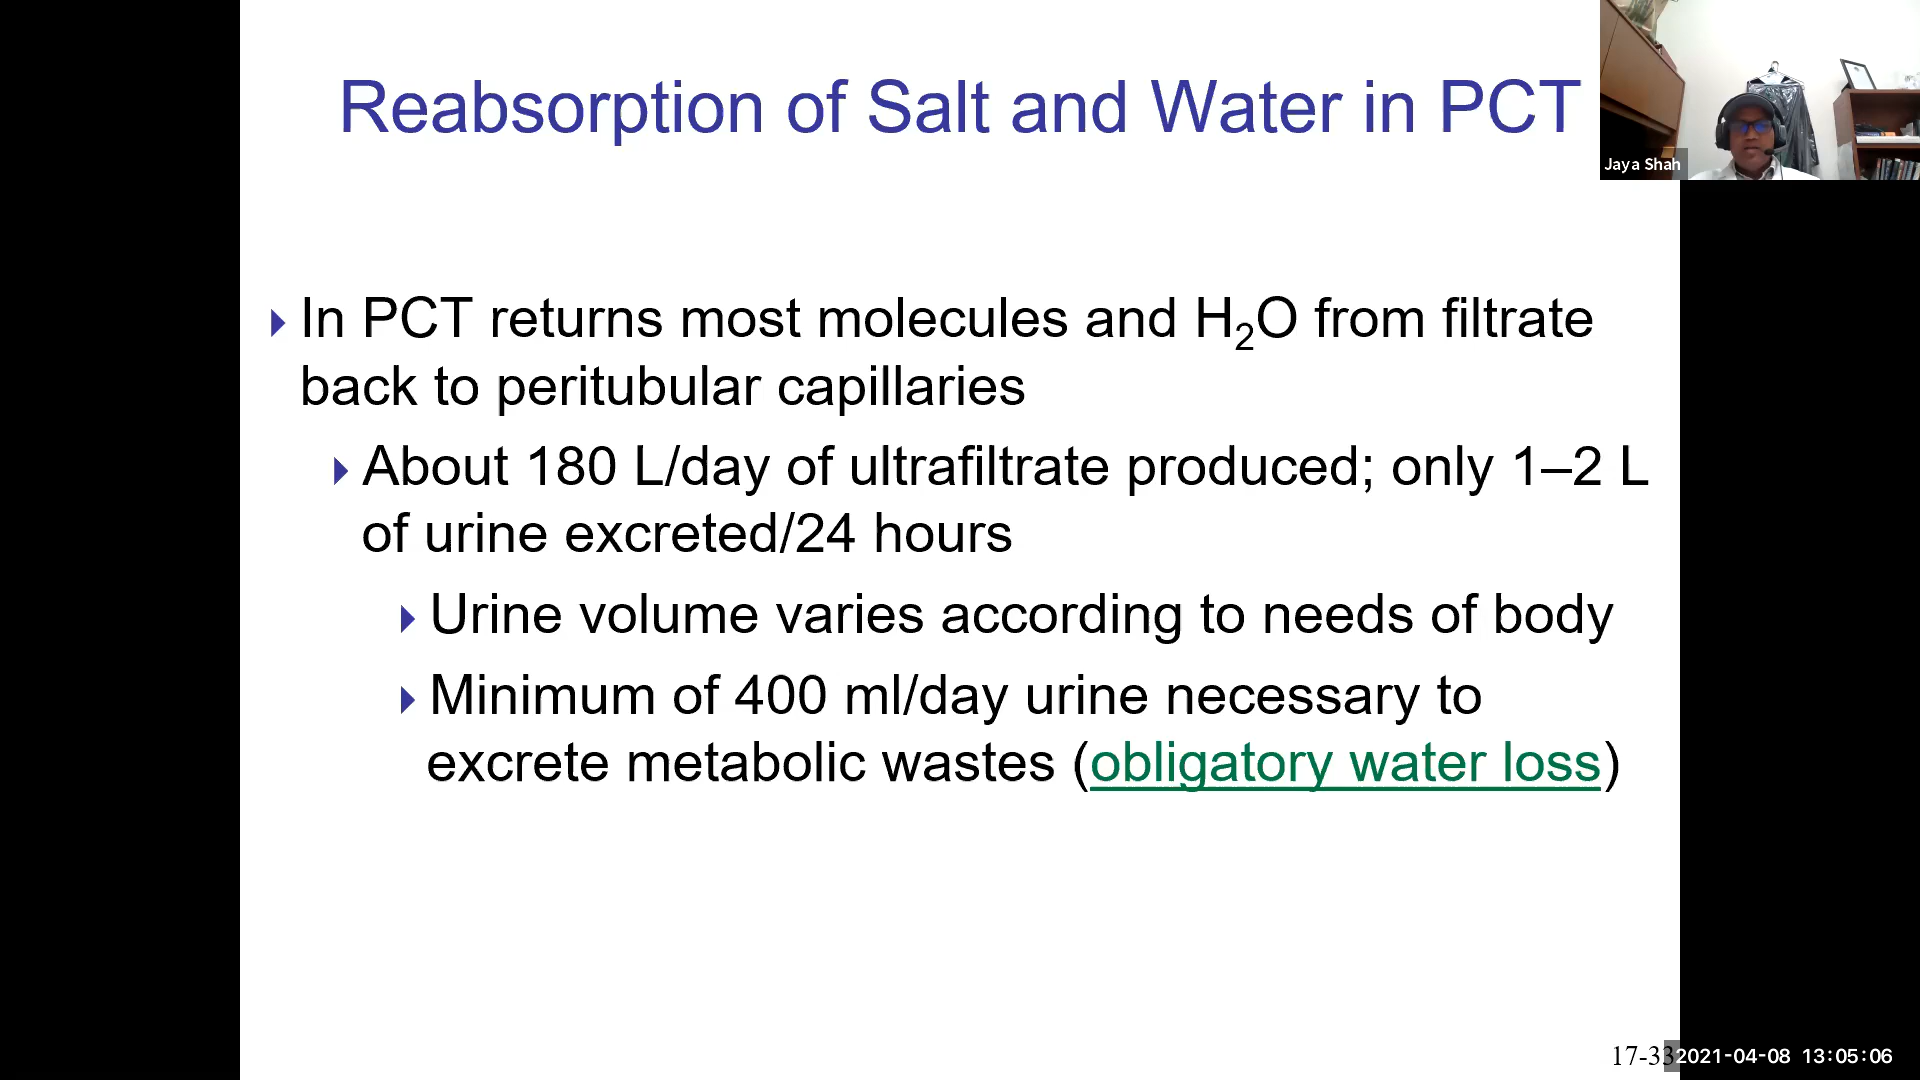 Reabsorption of Salt and Water in PCT
Jaya Shah
In PCT returns most molecules and H₂O from filtrate
back to peritubular capillaries
About 180 L/day of ultrafiltrate produced; only 1–2 L
of urine excreted/24 hours
Urine volume varies according to needs of body
Minimum of 400 ml/day urine necessary to
excrete metabolic wastes (obligatory water loss)
17-33
2021-04-08 13:05:06